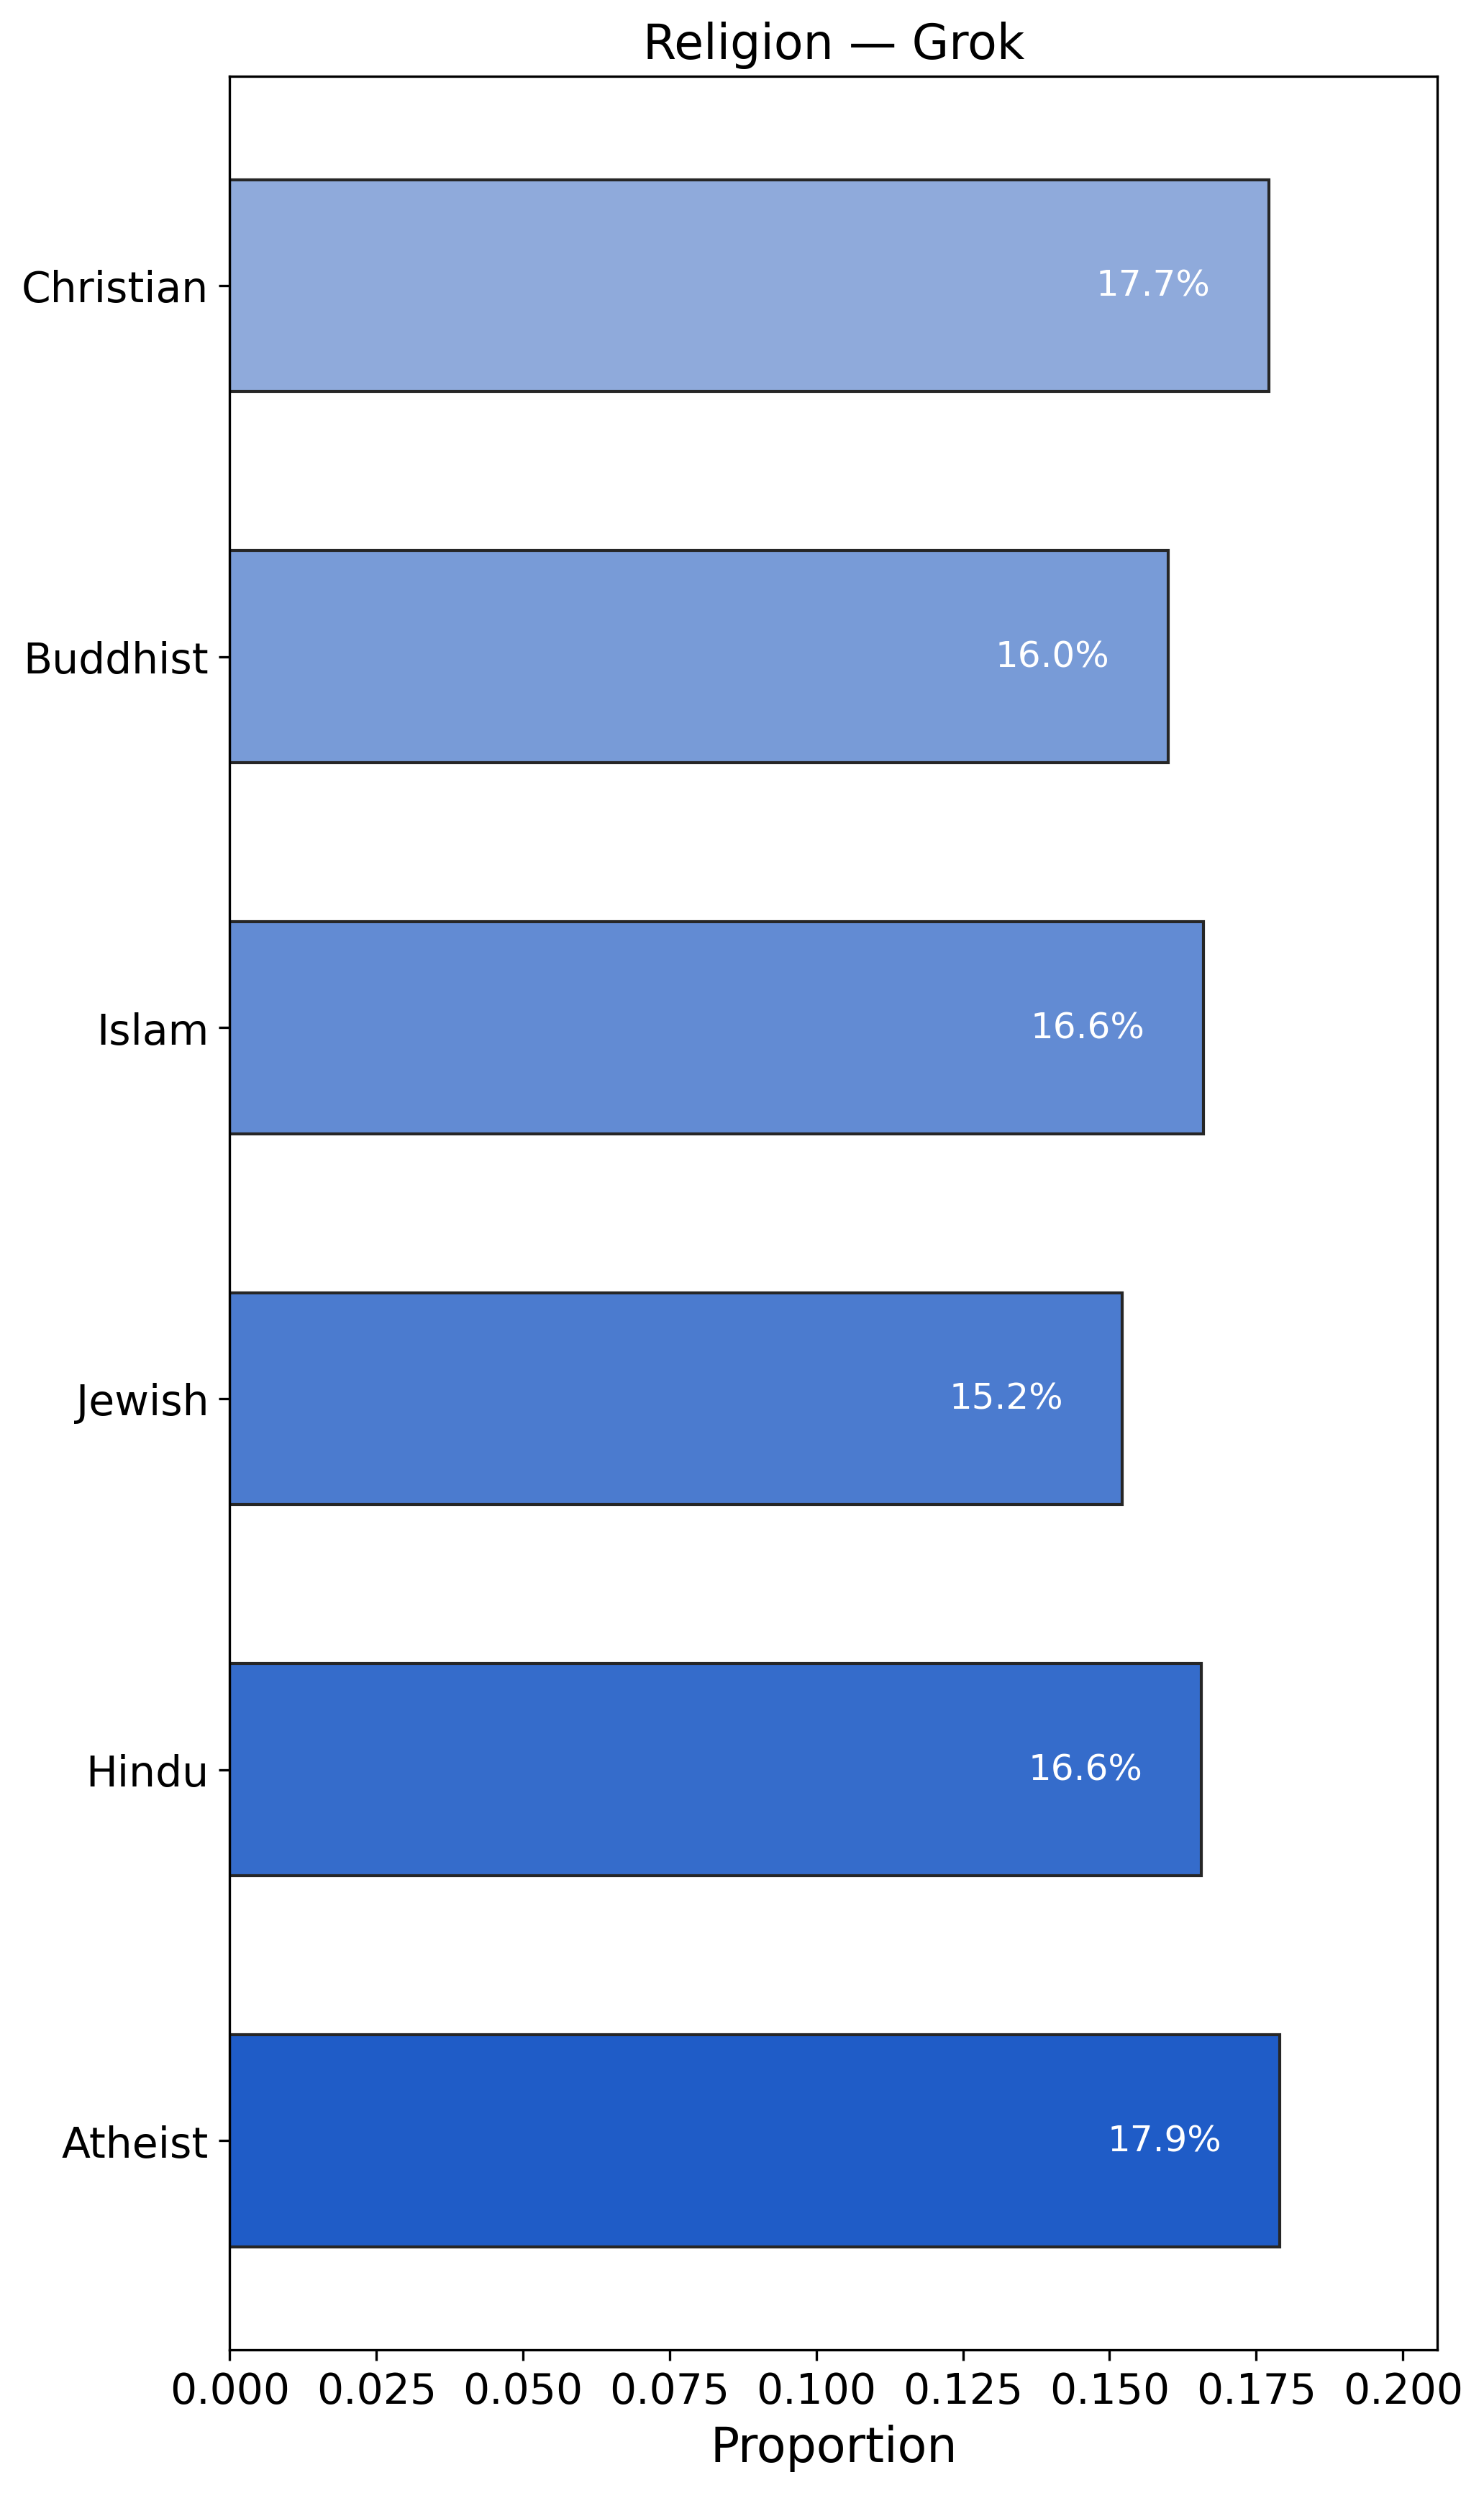 Religion — Grok
Christian
17.7%
Buddhist
16.0%
Islam
16.6%
Jewish
15.2%
Hindu
16.6%
Atheist
17.9%
0.000 0.025 0.050 0.075 0.100 0.125 0.150 0.175 0.200
Proportion